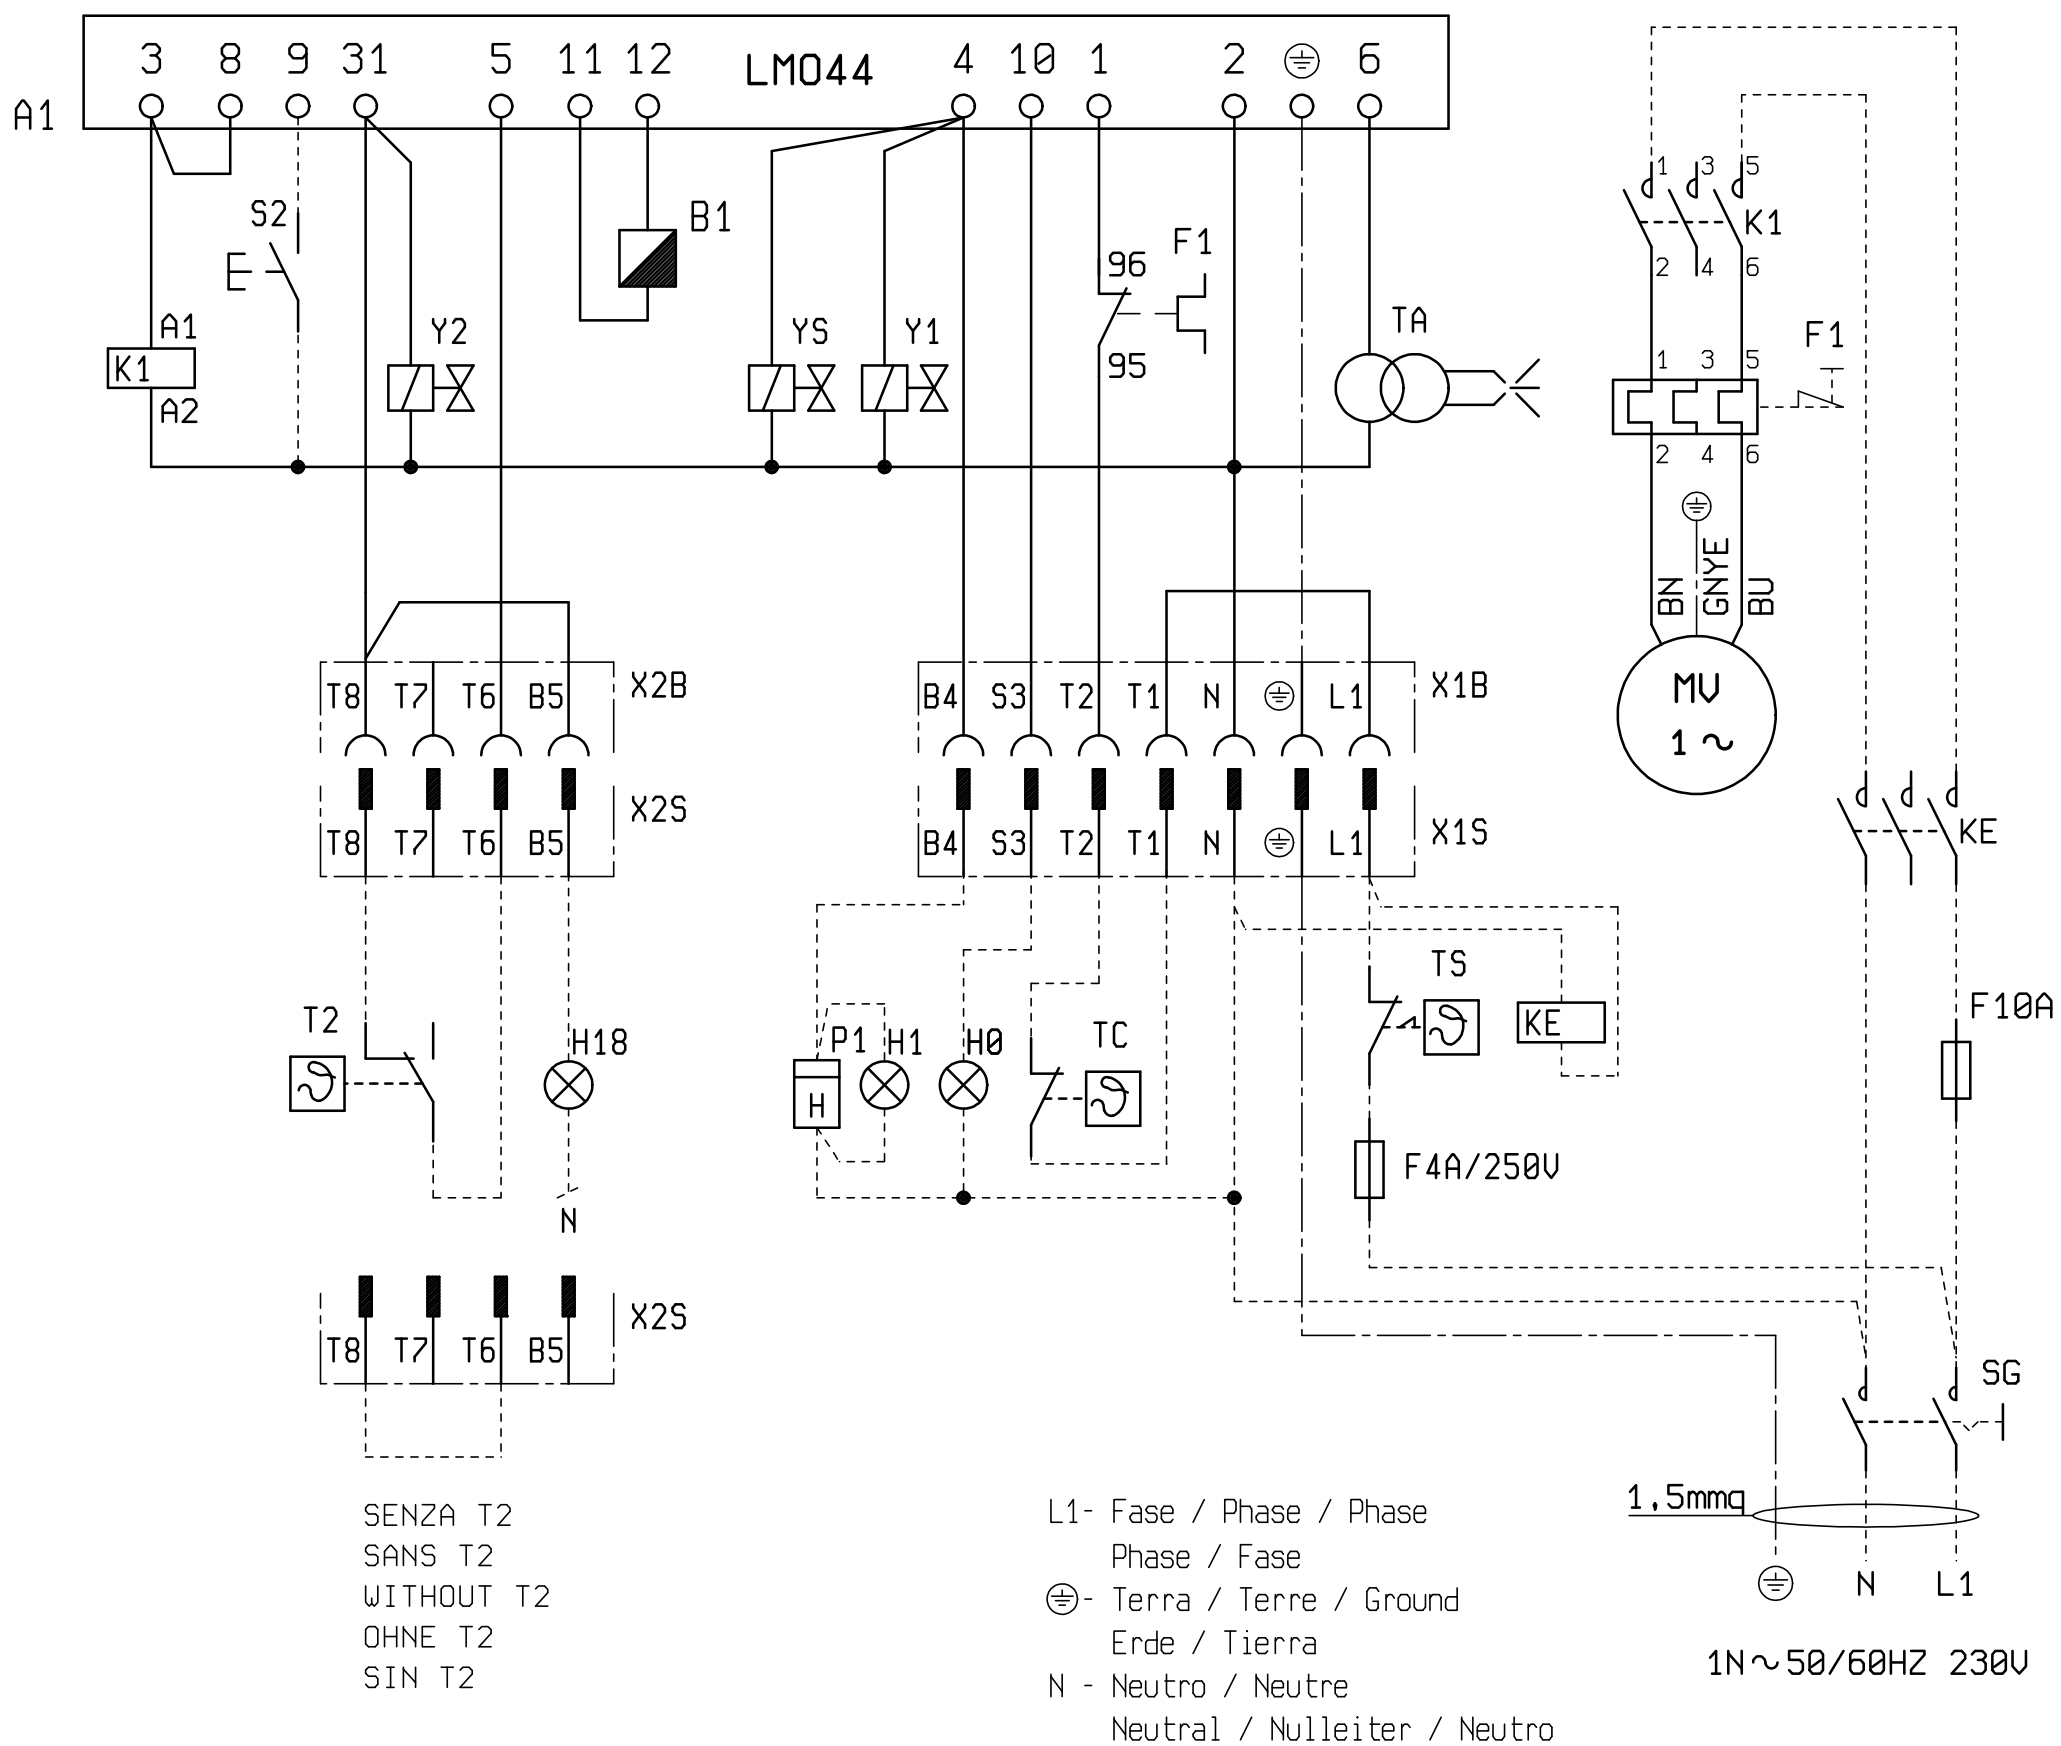 3 8 9 31 5 11 12 LMO44 4 10 1 2 6
A1
1 3 5
S2 B1 F1 K1
96
2 4 6
A1 Y2 YS Y1 TA F1
K1 95 1 3 5
A2
2 4 6
BN GNYE BU
T8 T7 T6 B5 X2B B4 S3 T2 T1 N L1 X1B MV
1 ~
X2S
T8 T7 T6 B5 B4 S3 T2 T1 N L1 X1S KE
TS
T2 F10A
H18 P1 H1 H0 TC KE
H
F4A/250V
N
X2S
T8 T7 T6 B5
SG
1,5mmq
SENZA T2
SANS T2
WITHOUT T2
OHNE T2
SIN T2
L1- Fase / Phase / Phase
Phase / Fase
- Terra / Terre / Ground
Erde / Tierra
N - Neutro / Neutre
Neutral / Nulleiter / Neutro
N L1
1N~50/60HZ 230V